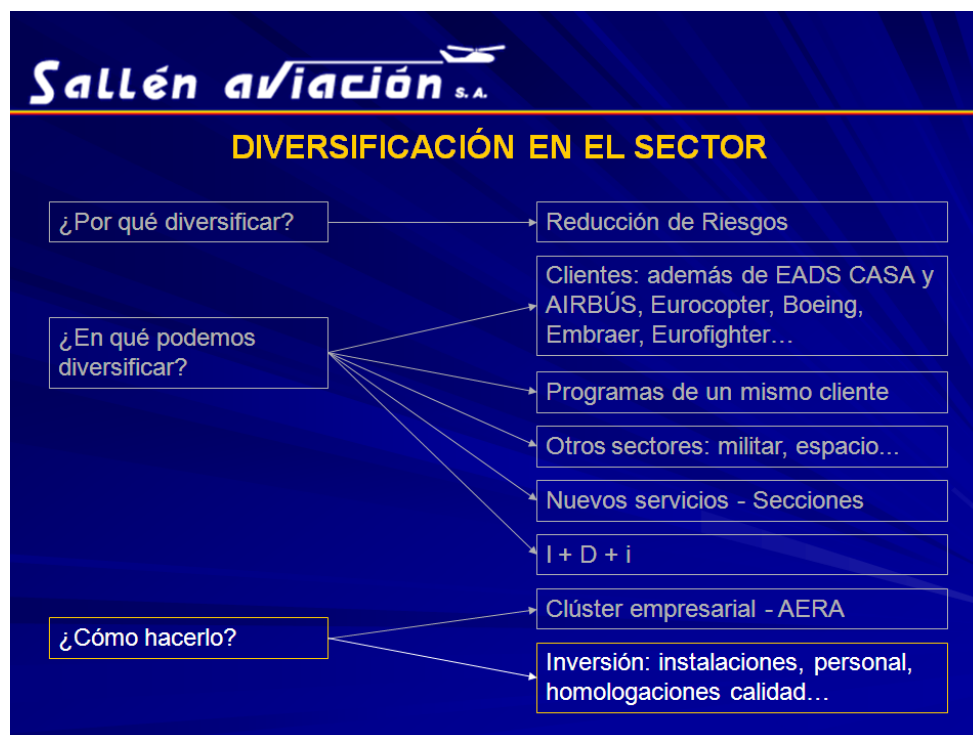 Sallén aviación S.A.
DIVERSIFICACIÓN EN EL SECTOR
¿Por qué diversificar?
Reducción de Riesgos
¿En qué podemos
diversificar?
Clientes: además de EADS CASA y
AIRBÚS, Eurocopter, Boeing,
Embraer, Eurofighter...
Programas de un mismo cliente
Otros sectores: militar, espacio...
Nuevos servicios - Secciones
I + D + i
¿Cómo hacerlo?
Clúster empresarial - AERA
Inversión: instalaciones, personal,
homologaciones calidad...